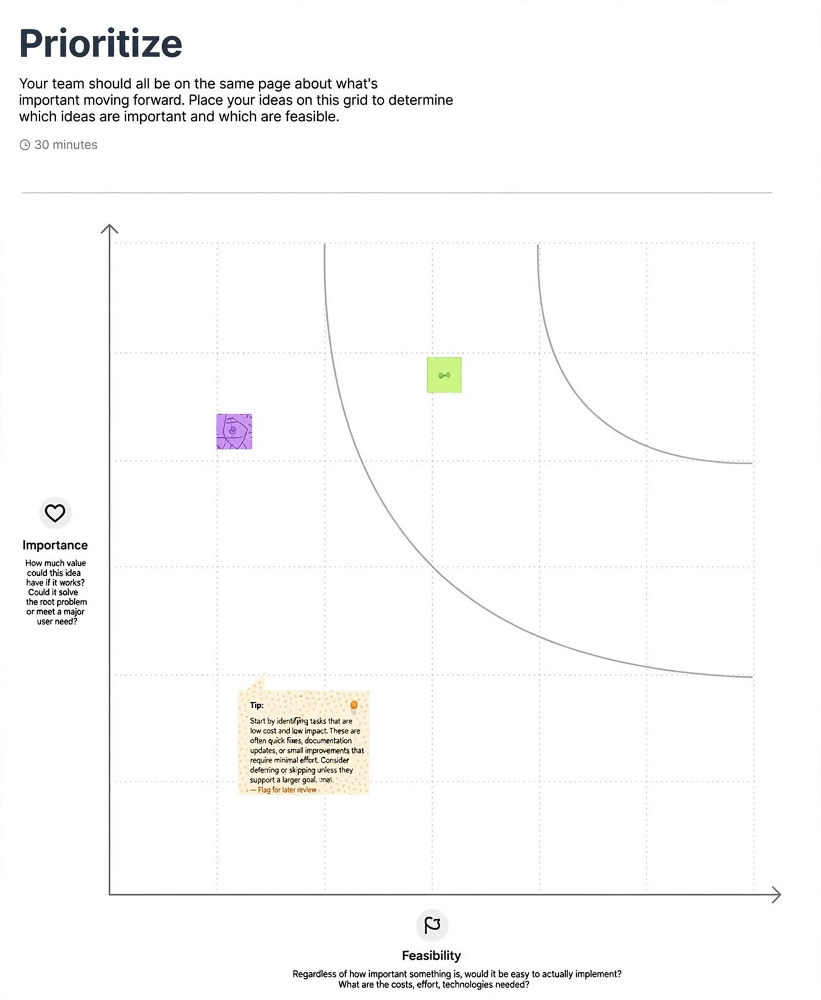 Prioritize
Your team should all be on the same page about what's
important moving forward. Place your ideas on this grid to determine
which ideas are important and which are feasible.
30 minutes
Importance
How much value
could this idea
have if it works?
Could it solve
the root problem
or meet a major
user need?
Tip:
Start by identifying tasks that are
low cost and low impact. These are
often quick fixes, documentation
updates, or small improvements that
require minimal effort. Consider
deferring or skipping unless they
support a larger goal.
— Flag for later review
Feasibility
Regardless of how important something is, would it be easy to actually implement?
What are the costs, effort, technologies needed?